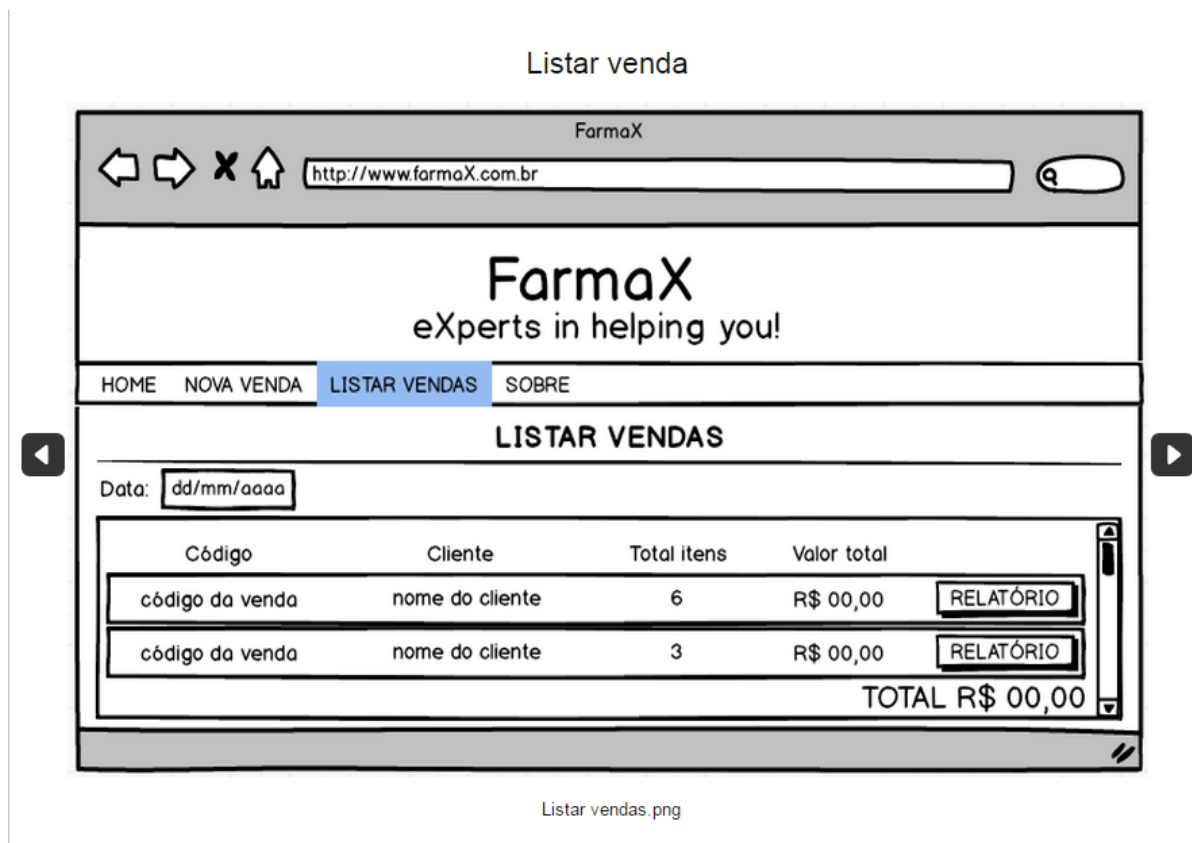 Listar venda
FarmaX
http://www.farmaX.com.br
FarmaX
eXperts in helping you!
HOME NOVA VENDA LISTAR VENDAS SOBRE
LISTAR VENDAS
Data: dd/mm/aaaa
Código Cliente Total itens Valor total
código da venda nome do cliente 6 R$ 00,00 RELATÓRIO
código da venda nome do cliente 3 R$ 00,00 RELATÓRIO
TOTAL R$ 00,00
Listar vendas.png